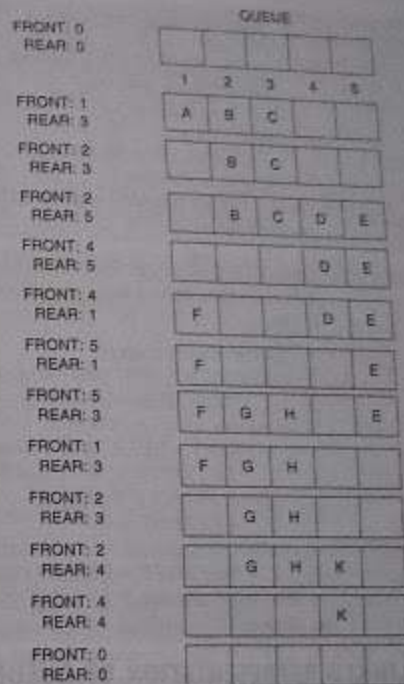 QUEUE
FRONT: 0
REAR: 0
1 2 3 4 5
FRONT: 1
REAR: 3
A B C
FRONT: 2
REAR: 3
B C
FRONT: 2
REAR: 5
B C D E
FRONT: 4
REAR: 5
D E
FRONT: 4
REAR: 1
F D E
FRONT: 5
REAR: 1
F E
FRONT: 5
REAR: 3
F G H E
FRONT: 1
REAR: 3
F G H
FRONT: 2
REAR: 3
G H
FRONT: 2
REAR: 4
G H K
FRONT: 4
REAR: 4
K
FRONT: 0
REAR: 0